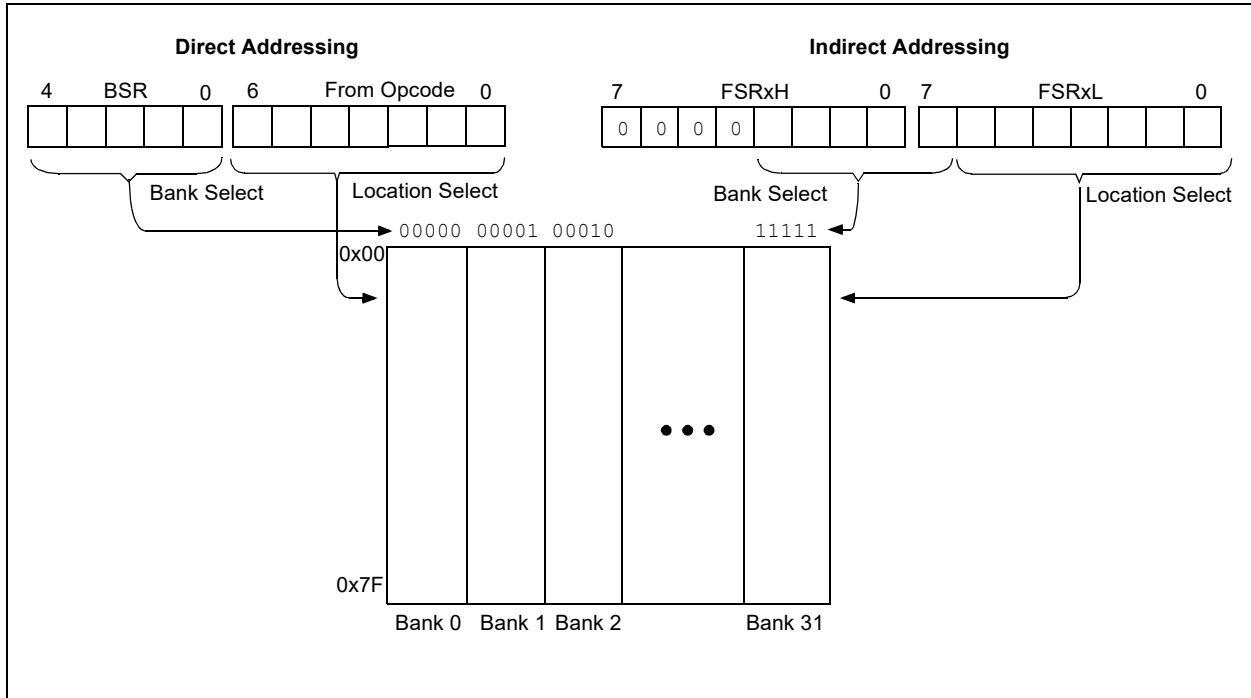 Direct Addressing
Indirect Addressing
4 BSR 0 6 From Opcode 0
7 FSRxH 0 7 FSRxL 0
0 0 0 0
Bank Select
Location Select
Bank Select
Location Select
00000 00001 00010 11111
0x00
0x7F
Bank 0 Bank 1 Bank 2 Bank 31